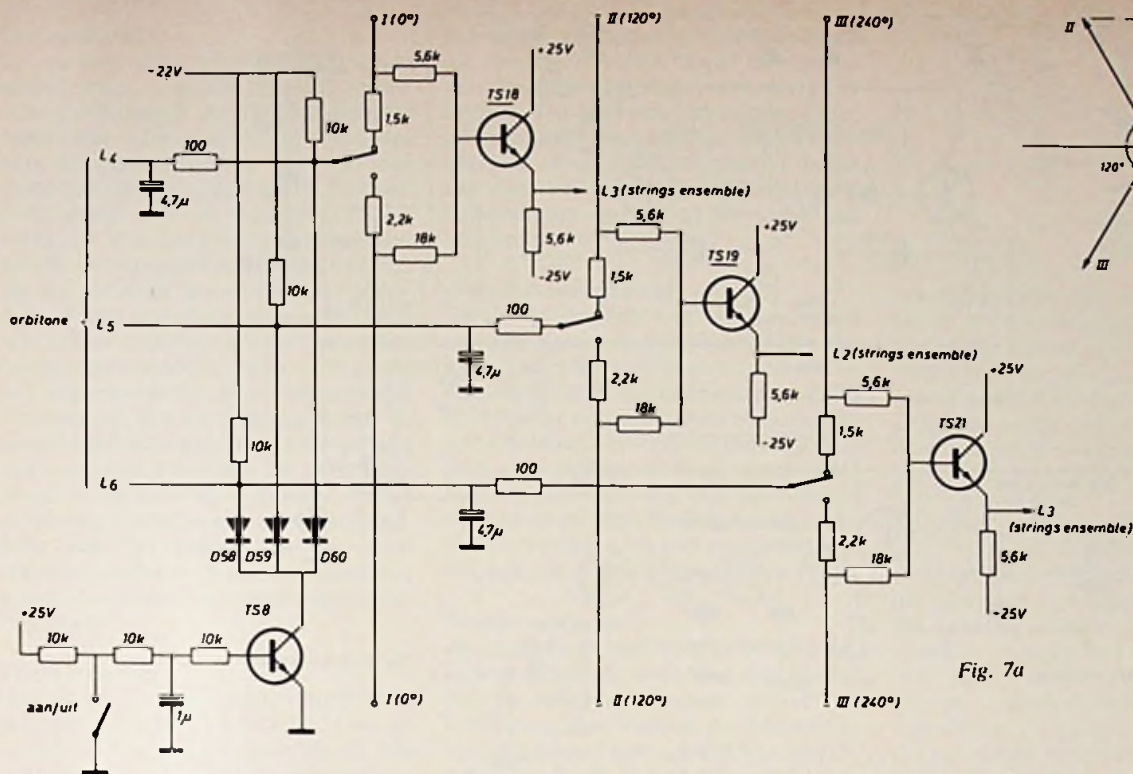 I (0°)
II (120°)
III (240°)
II
5,6k
+25V
-22V
TS18
10k
1,5k
100
L4
4,7µ
L3 (strings ensemble)
2,2k
5,6k
5,6k
+25V
18k
TS19
-25V
10k
1,5k
100
120°
III
orbitone
L5
4,7µ
L2 (strings ensemble)
2,2k
5,6k
5,6k
+25V
18k
TS21
-25V
10k
1,5k
100
L6
4,7µ
L3
(strings ensemble)
D58
D59
D60
2,2k
18k
5,6k
+25V
TS8
-25V
10k
10k
10k
aan/uit
1µ
I (0°)
II (120°)
III (240°)
Fig. 7a